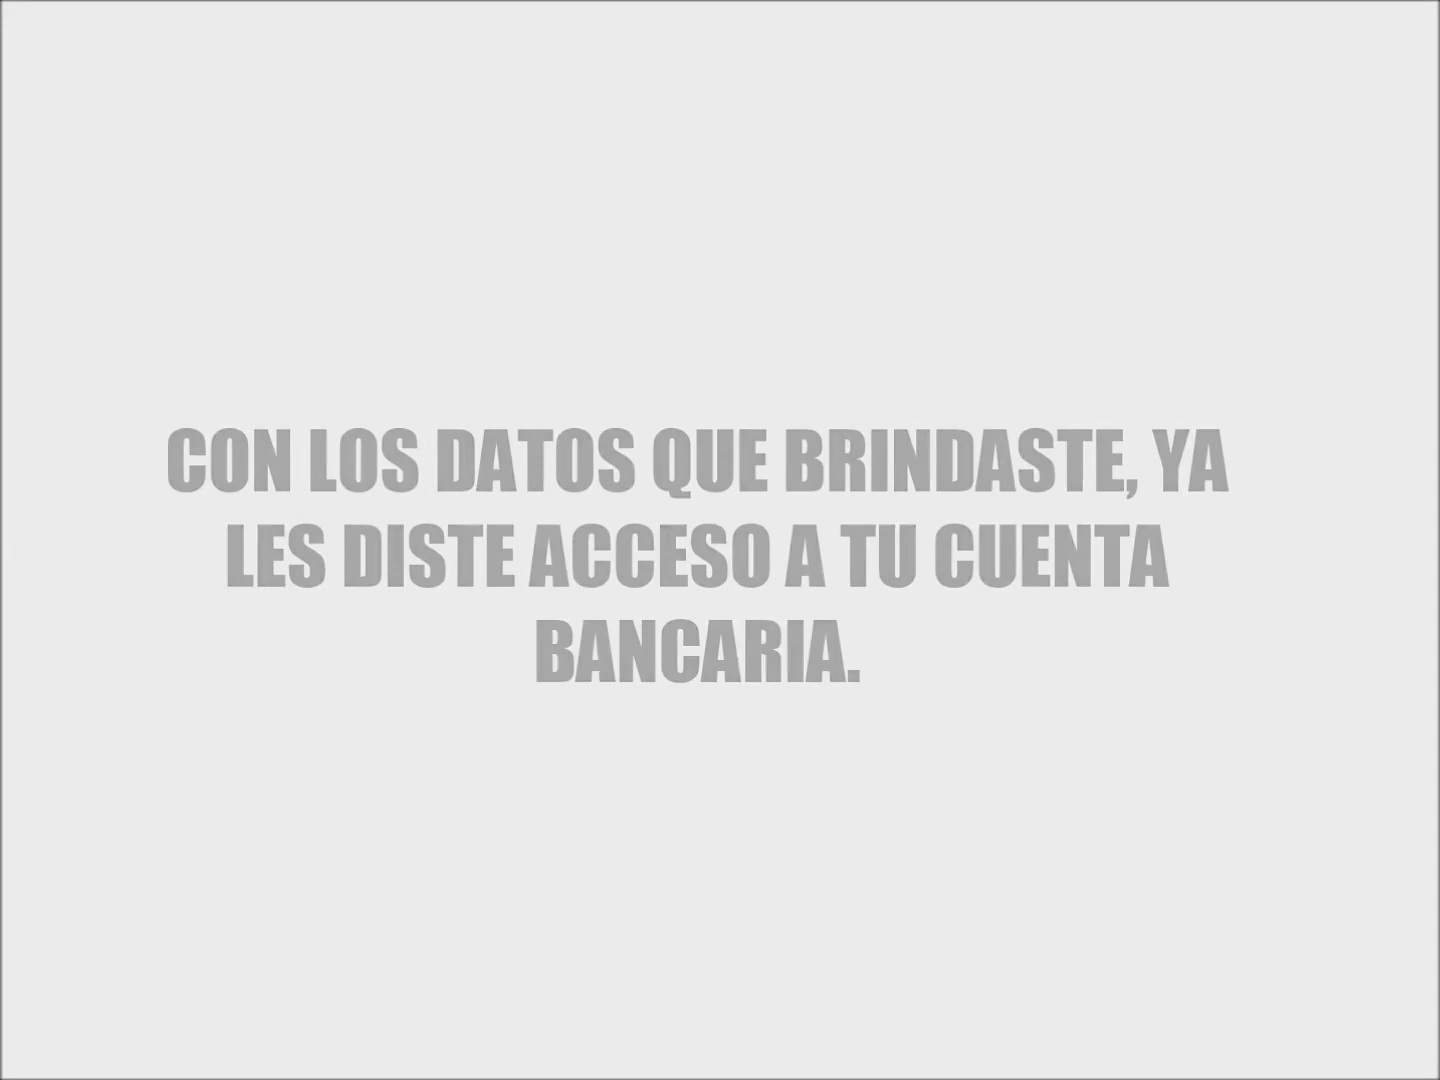 CON LOS DATOS QUE BRINDASTE, YA
LES DISTE ACCESO A TU CUENTA
BANCARIA.